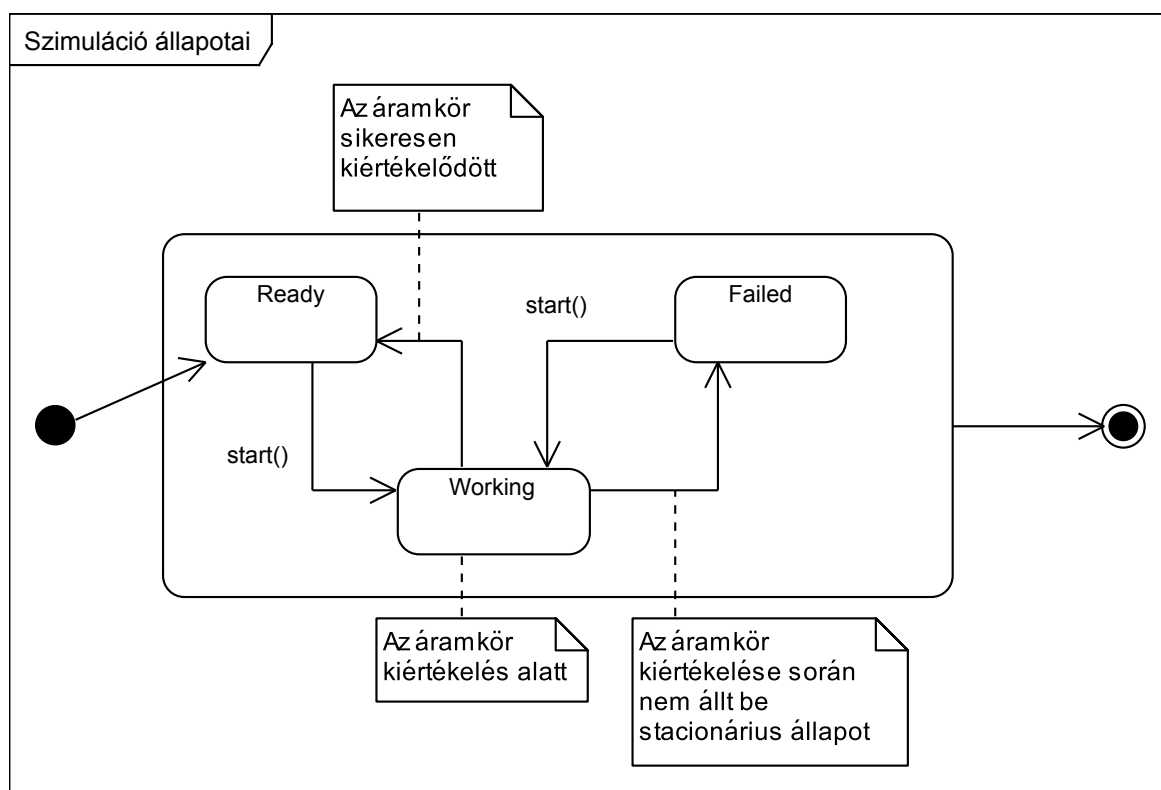 Szimuláció állapotai
Az áramkör
sikeresen
kiértékelődött
Ready
Failed
start()
start()
Working
Az áramkör
kiértékelés alatt
Az áramkör
kiértékelése során
nem állt be
stacionárius állapot